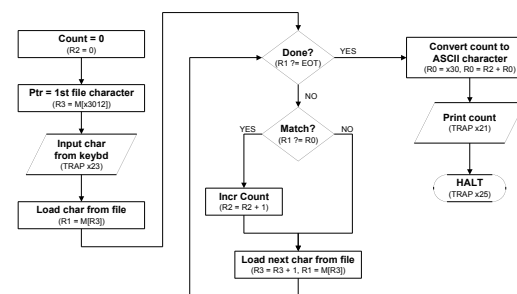 Count = 0
(R2 = 0)
Ptr = 1st file character
(R3 = M[x3012])
Input char
from keybd
(TRAP x23)
Load char from file
(R1 = M[R3])
Done?
(R1 ?= EOT)
YES
NO
Match?
(R1 ?= R0)
YES
NO
Incr Count
(R2 = R2 + 1)
Load next char from file
(R3 = R3 + 1, R1 = M[R3])
Convert count to
ASCII character
(R0 = x30, R0 = R2 + R0)
Print count
(TRAP x21)
HALT
(TRAP x25)